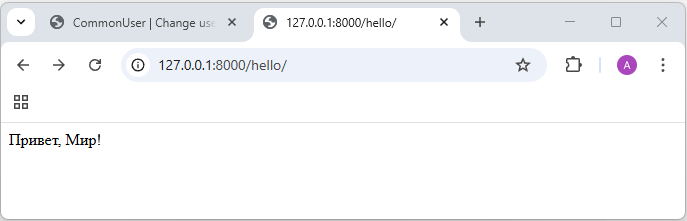 CommonUser | Change use
127.0.0.1:8000/hello/
127.0.0.1:8000/hello/
A
Привет, Мир!